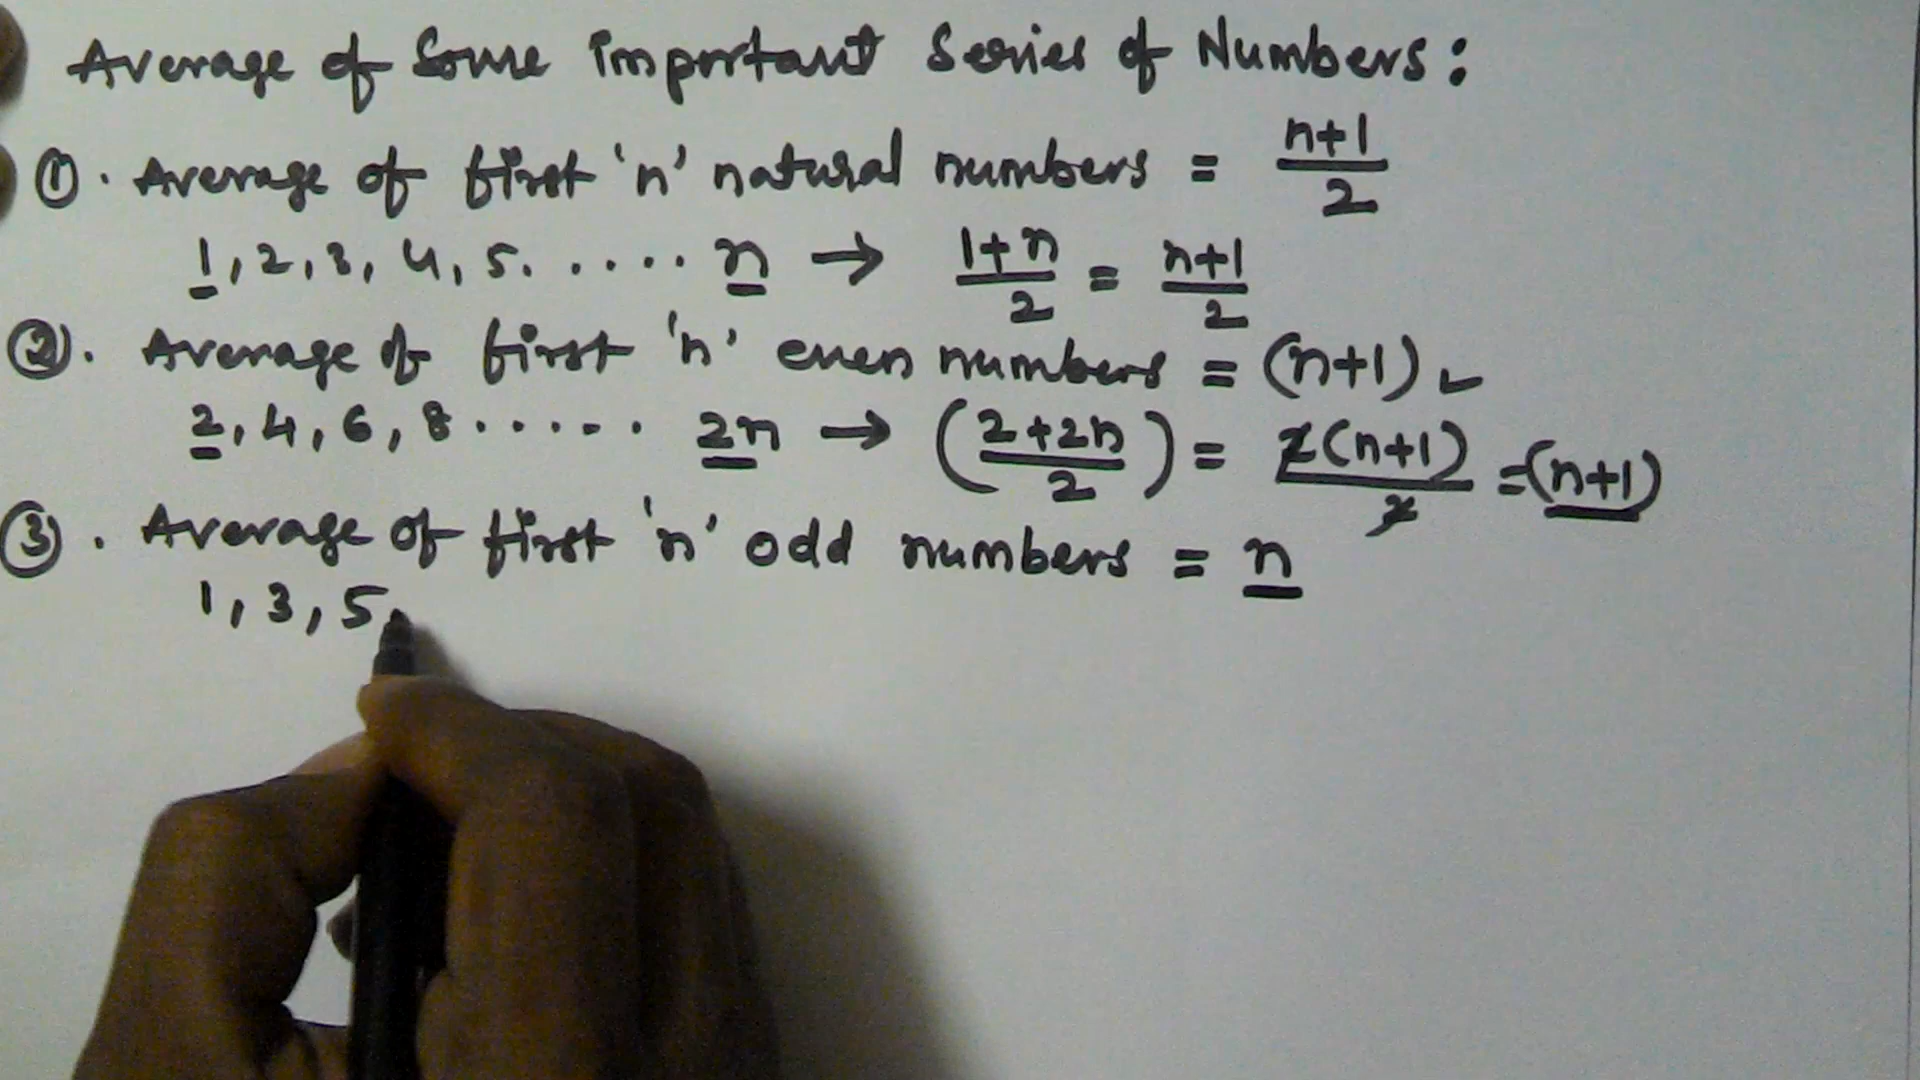 Average of Some Important Series of Numbers:
①. Average of first 'n' natural numbers = n+1/2
1, 2, 3, 4, 5. ..... n → 1+n/2 = n+1/2
②. Average of first 'n' even numbers = (n+1) ✓
2, 4, 6, 8 ..... 2n → (2+2n/2) = 2(n+1)/2 = (n+1)
③. Average of first 'n' odd numbers = n
1, 3, 5,